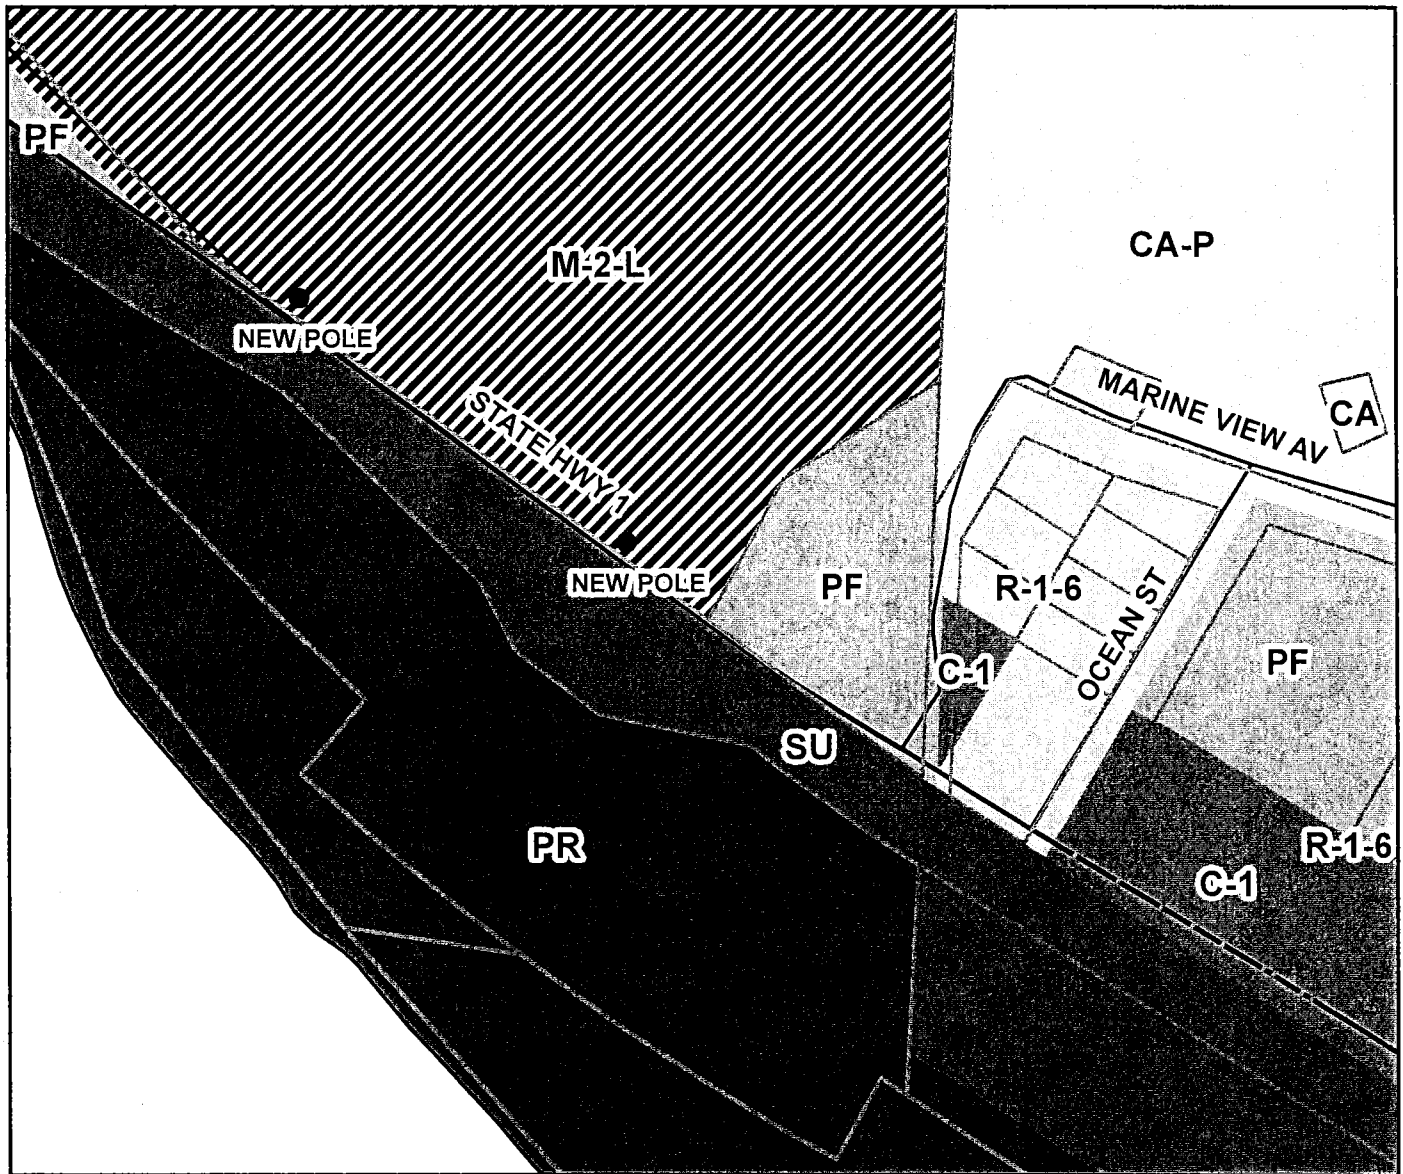 PF
M-2-L
CA-P
NEW POLE
MARINE VIEW AV
CA
STATE HWY 1
NEW POLE
PF
R-1-6
OCEAN ST
PF
C-1
SU
PR
R-1-6
C-1